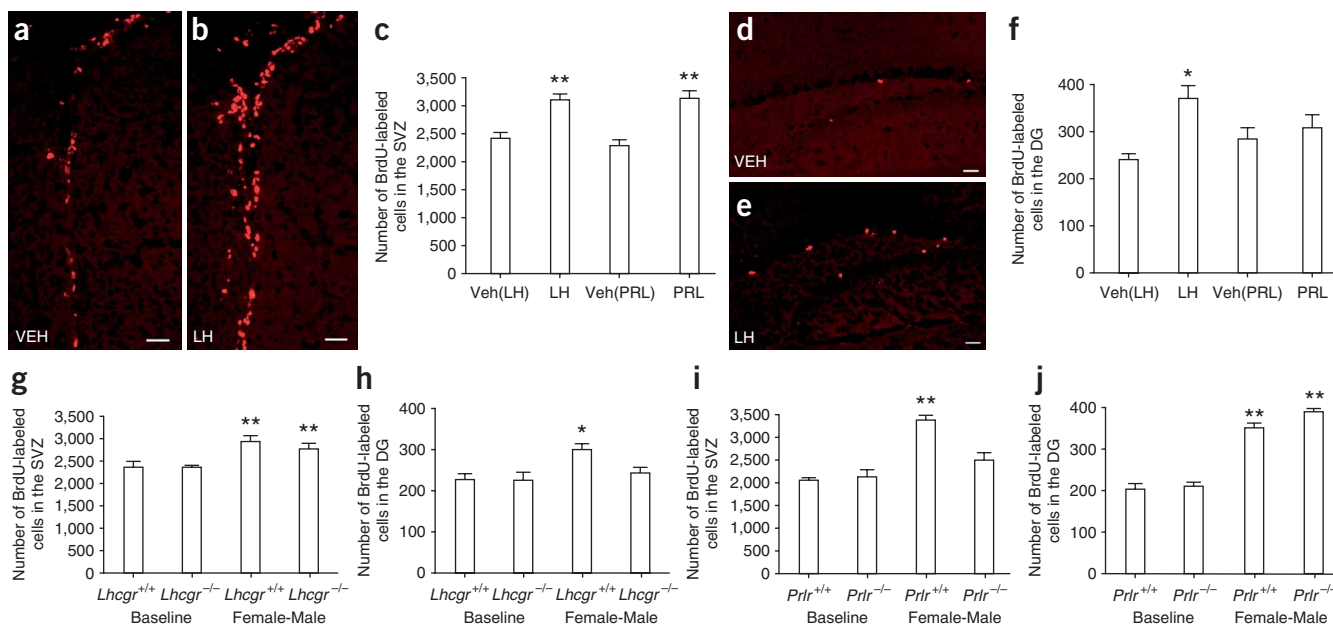 a
VEH
b
LH
c
Number of BrdU-labeled
cells in the SVZ
3,500
3,000
2,500
2,000
1,500
1,000
500
0
**
**
Veh(LH) LH Veh(PRL) PRL
d
VEH
e
LH
f
Number of BrdU-labeled
cells in the DG
400
300
200
100
0
*
Veh(LH) LH Veh(PRL) PRL
g
Number of BrdU-labeled
cells in the SVZ
3,500
3,000
2,500
2,000
1,500
1,000
500
0
** **
Lhcgr+/+ Lhcgr−/− Lhcgr+/+ Lhcgr−/−
Baseline Female-Male
h
Number of BrdU-labeled
cells in the DG
400
300
200
100
0
*
Lhcgr+/+ Lhcgr−/− Lhcgr+/+ Lhcgr−/−
Baseline Female-Male
i
Number of BrdU-labeled
cells in the SVZ
3,500
3,000
2,500
2,000
1,500
1,000
500
0
**
Prlr+/+ Prlr−/− Prlr+/+ Prlr−/−
Baseline Female-Male
j
Number of BrdU-labeled
cells in the DG
400
300
200
100
0
** **
Prlr+/+ Prlr−/− Prlr+/+ Prlr−/−
Baseline Female-Male